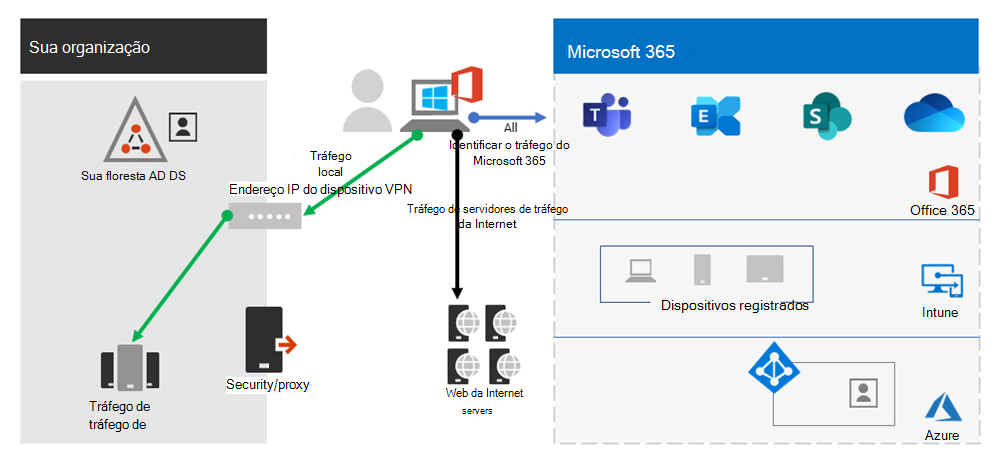 Sua organização
Microsoft 365
All
Identificar o tráfego do
Microsoft 365
Tráfego
local
Endereço IP do dispositivo VPN
Sua floresta AD DS
Tráfego de servidores de tráfego
da Internet
Office 365
Dispositivos registrados
Intune
Security/proxy
Web da Internet
servers
Tráfego de
tráfego de
Azure
T
E
S